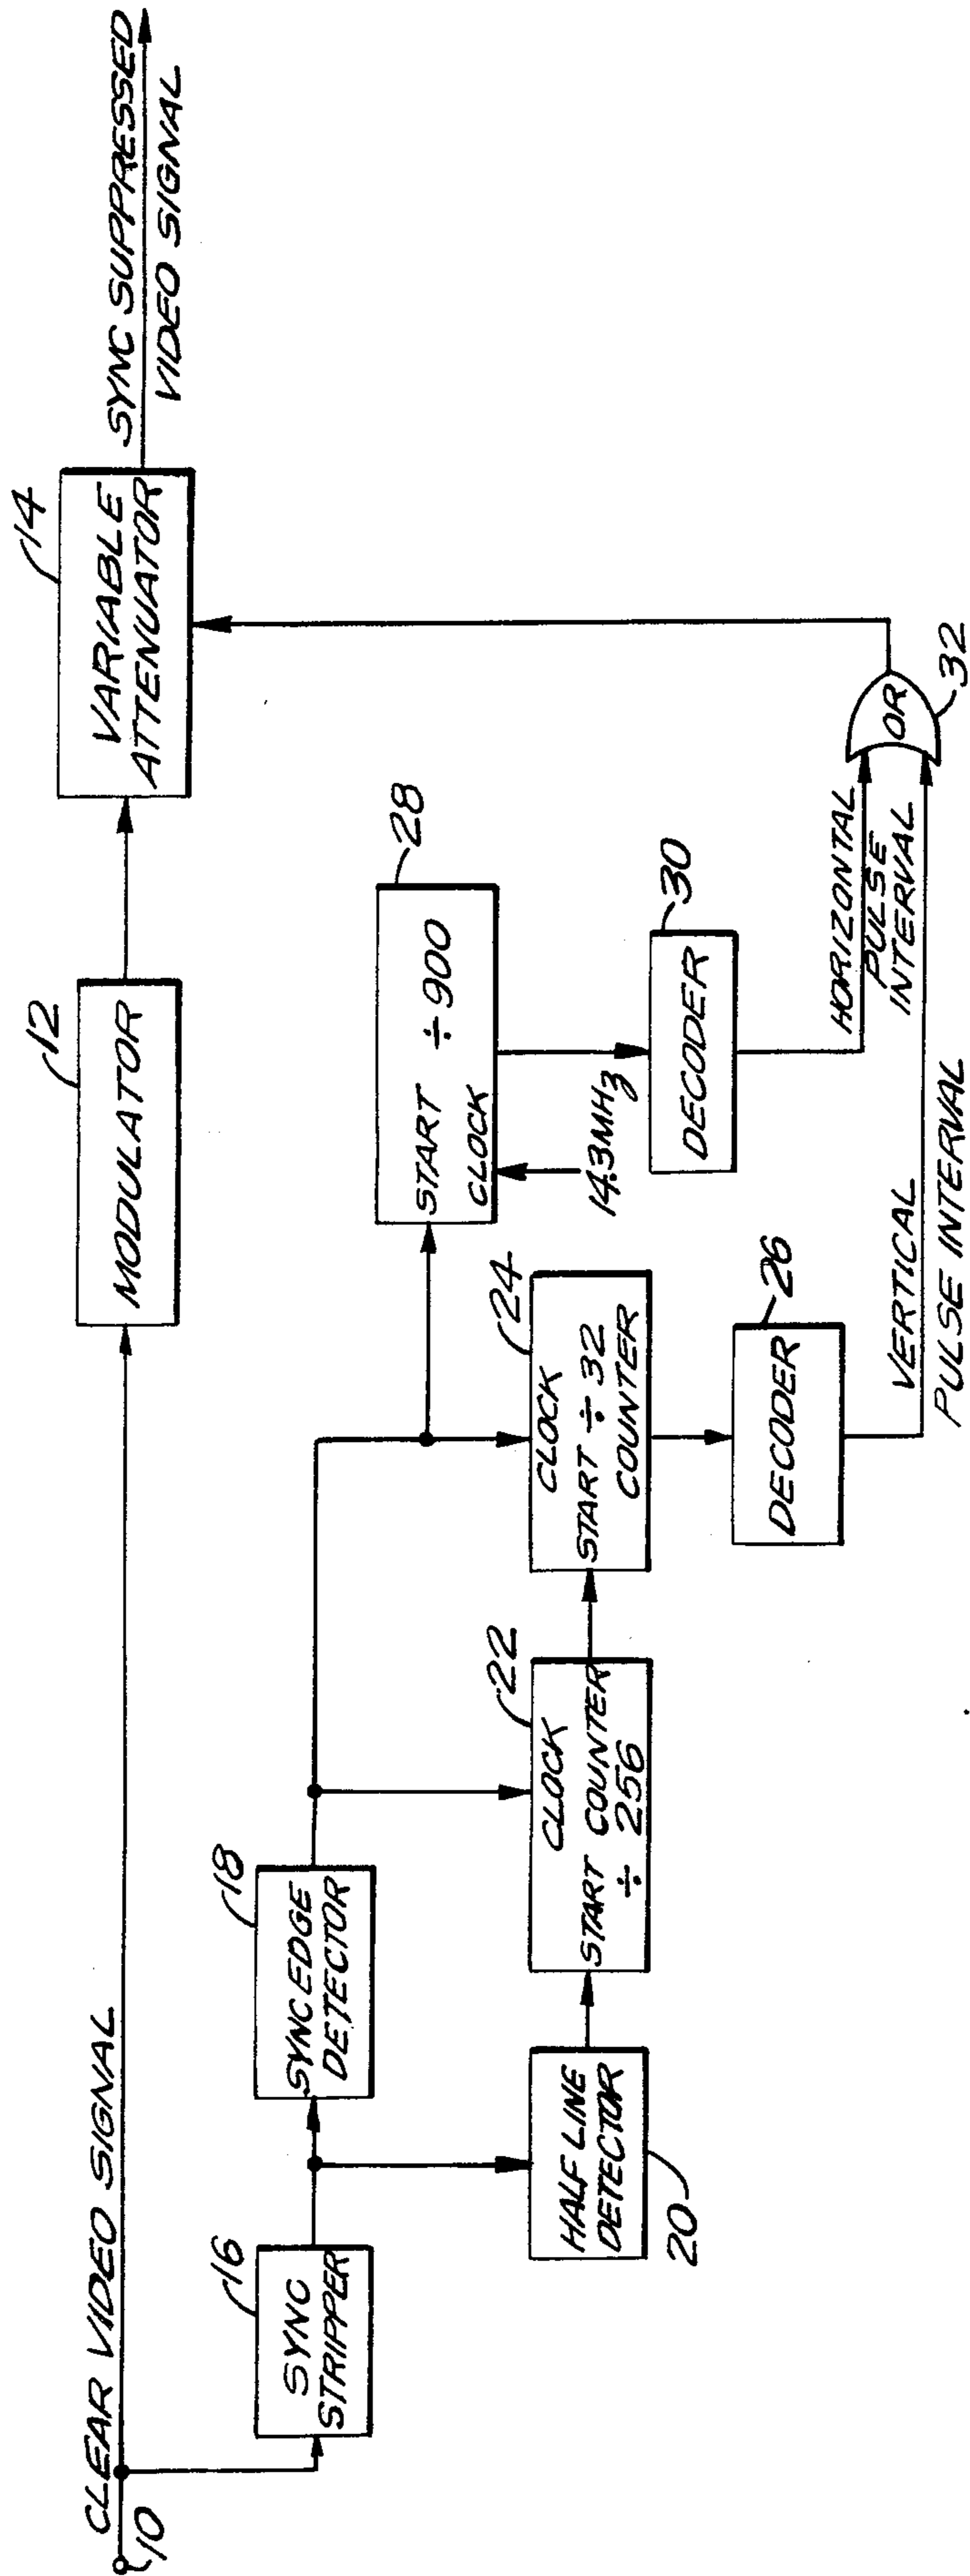 CLEAR VIDEO SIGNAL
10
12
MODULATOR
14
VARIABLE
ATTENUATOR
SYNC SUPPRESSED
VIDEO SIGNAL
16
SYNC
STRIPPER
18
SYNC EDGE
DETECTOR
HALF LINE
DETECTOR
20
22
CLOCK
START COUNTER
÷ 256
24
CLOCK
START ÷ 32
COUNTER
26
DECODER
28
START ÷ 900
CLOCK
14.3MHz
30
DECODER
HORIZONTAL
PULSE
INTERVAL
VERTICAL
PULSE INTERVAL
OR
32